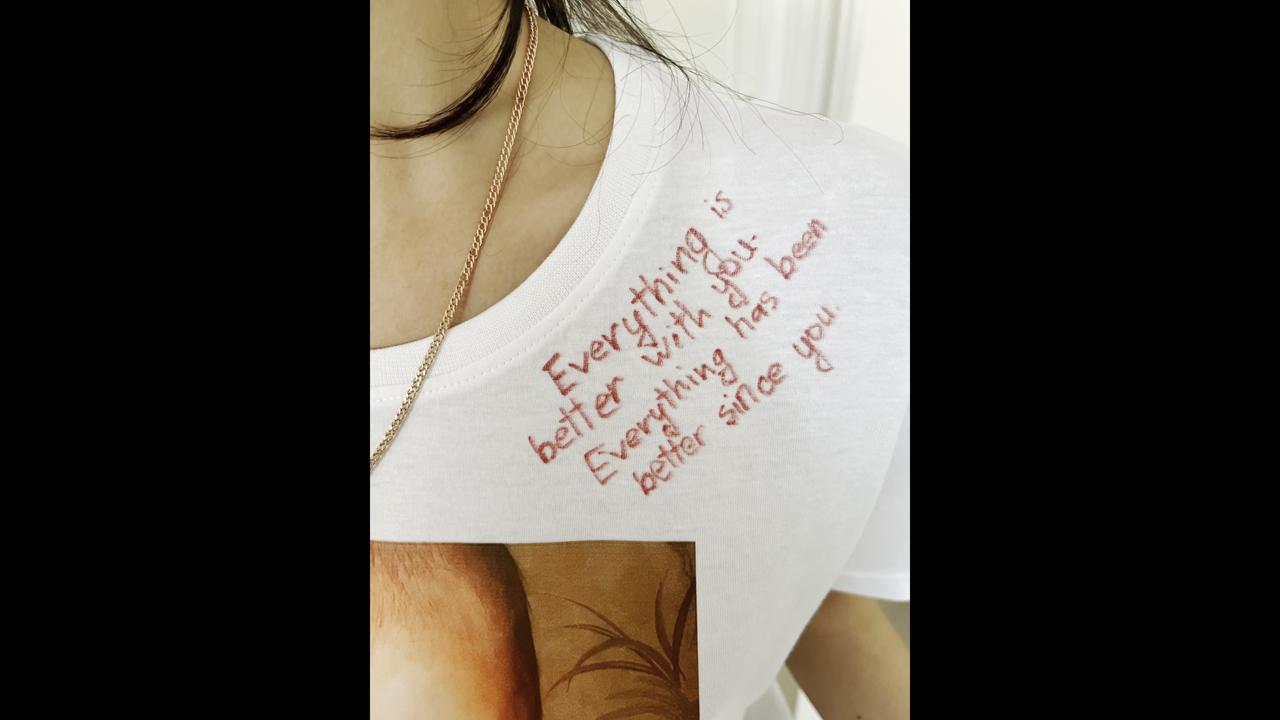 Everything is
better with you.
Everything has been
better since you.